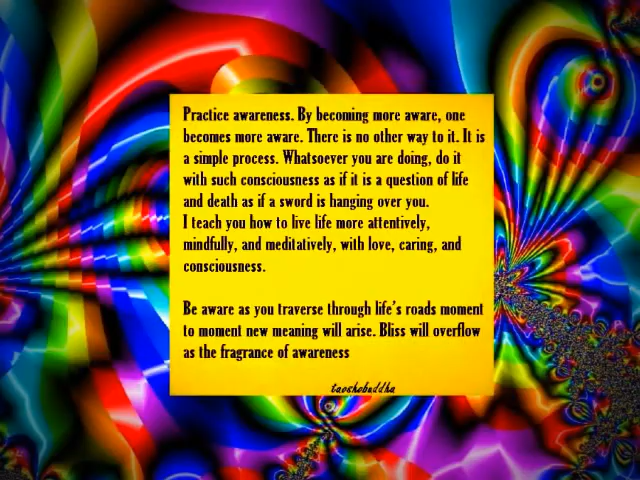 Practice awareness. By becoming more aware, one
becomes more aware. There is no other way to it. It is
a simple process. Whatsoever you are doing, do it
with such consciousness as if it is a question of life
and death as if a sword is hanging over you.
I teach you how to live life more attentively,
mindfully, and meditatively, with love, caring, and
consciousness.
Be aware as you traverse through life's roads moment
to moment new meaning will arise. Bliss will overflow
as the fragrance of awareness
taoshobuddha